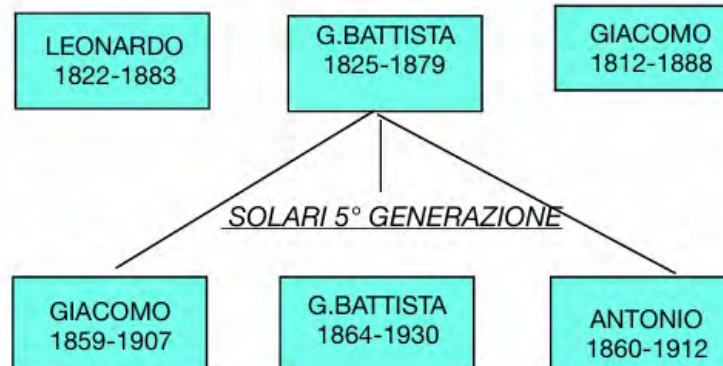 LEONARDO
1822-1883
G.BATTISTA
1825-1879
GIACOMO
1812-1888
SOLARI 5° GENERAZIONE
GIACOMO
1859-1907
G.BATTISTA
1864-1930
ANTONIO
1860-1912